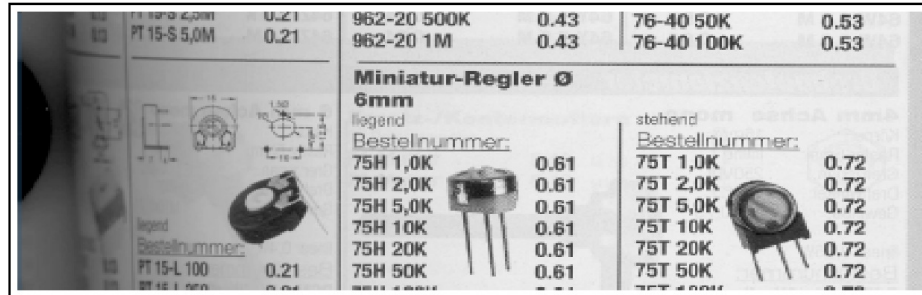 PT 15-S 2,5M 0.21
PT 15-S 5,0M 0.21
liegend
Bestellnummer:
PT 15-L 100 0.21
962-20 500K 0.43
962-20 1M 0.43
76-40 50K 0.53
76-40 100K 0.53
Miniatur-Regler Ø
6mm
liegend
Bestellnummer:
75H 1,0K 0.61
75H 2,0K 0.61
75H 5,0K 0.61
75H 10K 0.61
75H 20K 0.61
75H 50K 0.61
stehend
Bestellnummer:
75T 1,0K 0.72
75T 2,0K 0.72
75T 5,0K 0.72
75T 10K 0.72
75T 20K 0.72
75T 50K 0.72